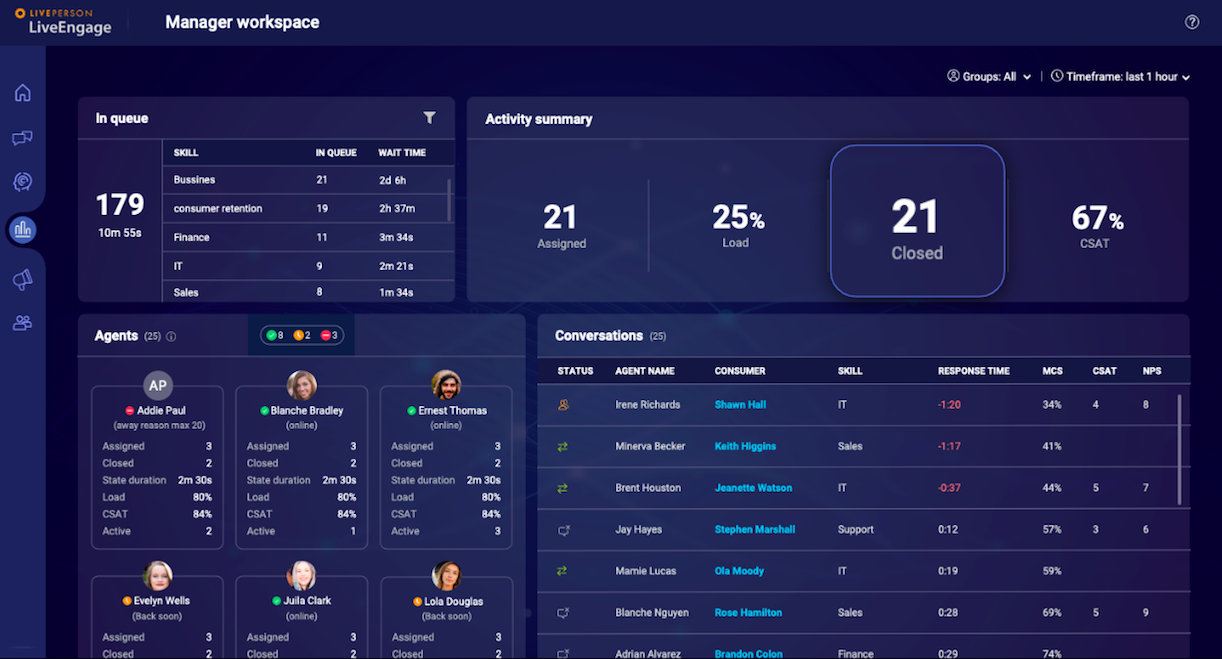 LIVEPERSON
LiveEngage
Manager workspace
Groups: All
Timeframe: last 1 hour
In queue
SKILL IN QUEUE WAIT TIME
179
10m 55s
Bussines 21 2d 6h
consumer retention 19 2h 37m
Finance 11 3m 34s
IT 9 2m 21s
Sales 8 1m 34s
Activity summary
21
Assigned
25%
Load
21
Closed
67%
CSAT
Agents (25)
8 2 3
AP
Addie Paul
(away reason max 20)
Assigned 3
Closed 2
State duration 2m 30s
Load 80%
CSAT 84%
Active 2
Blanche Bradley
(online)
Assigned 3
Closed 2
State duration 2m 30s
Load 80%
CSAT 84%
Active 1
Ernest Thomas
(online)
Assigned 3
Closed 2
State duration 2m 30s
Load 80%
CSAT 84%
Active 3
Evelyn Wells
(Back soon)
Assigned 3
Closed 2
Juila Clark
(online)
Assigned 3
Closed 2
Lola Douglas
(Back soon)
Assigned 3
Closed 2
Conversations (25)
STATUS AGENT NAME CONSUMER SKILL RESPONSE TIME MCS CSAT NPS
Irene Richards Shawn Hall IT -1:20 34% 4 8
Minerva Becker Keith Higgins Sales -1:17 41%
Brent Houston Jeanette Watson IT -0:37 44% 5 7
Jay Hayes Stephen Marshall Support 0:12 57% 3 6
Mamie Lucas Ola Moody IT 0:19 59%
Blanche Nguyen Rose Hamilton Sales 0:28 69% 5 9
Adrian Alvarez Brandon Colon Finance 0:29 74%